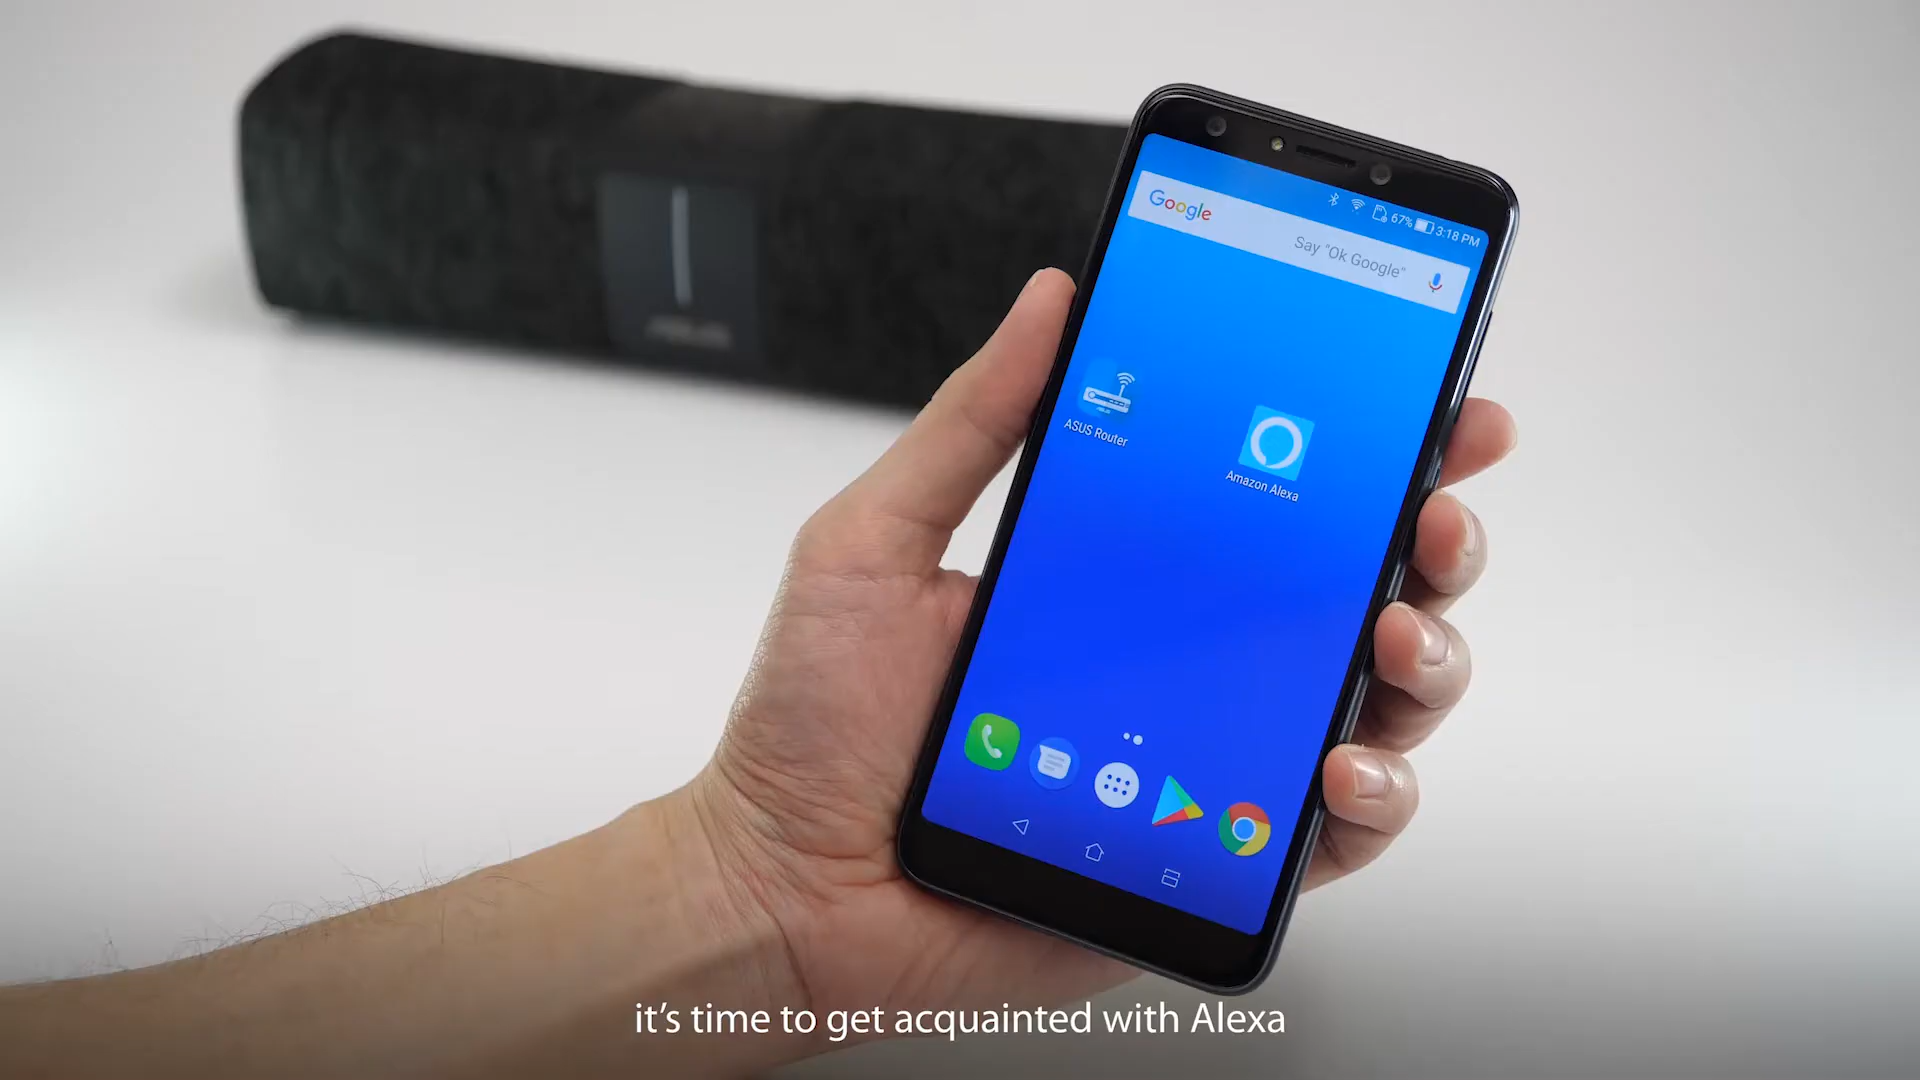 67% 3:18 PM
Google
Say "Ok Google"
ASUS Router
Amazon Alexa
it's time to get acquainted with Alexa